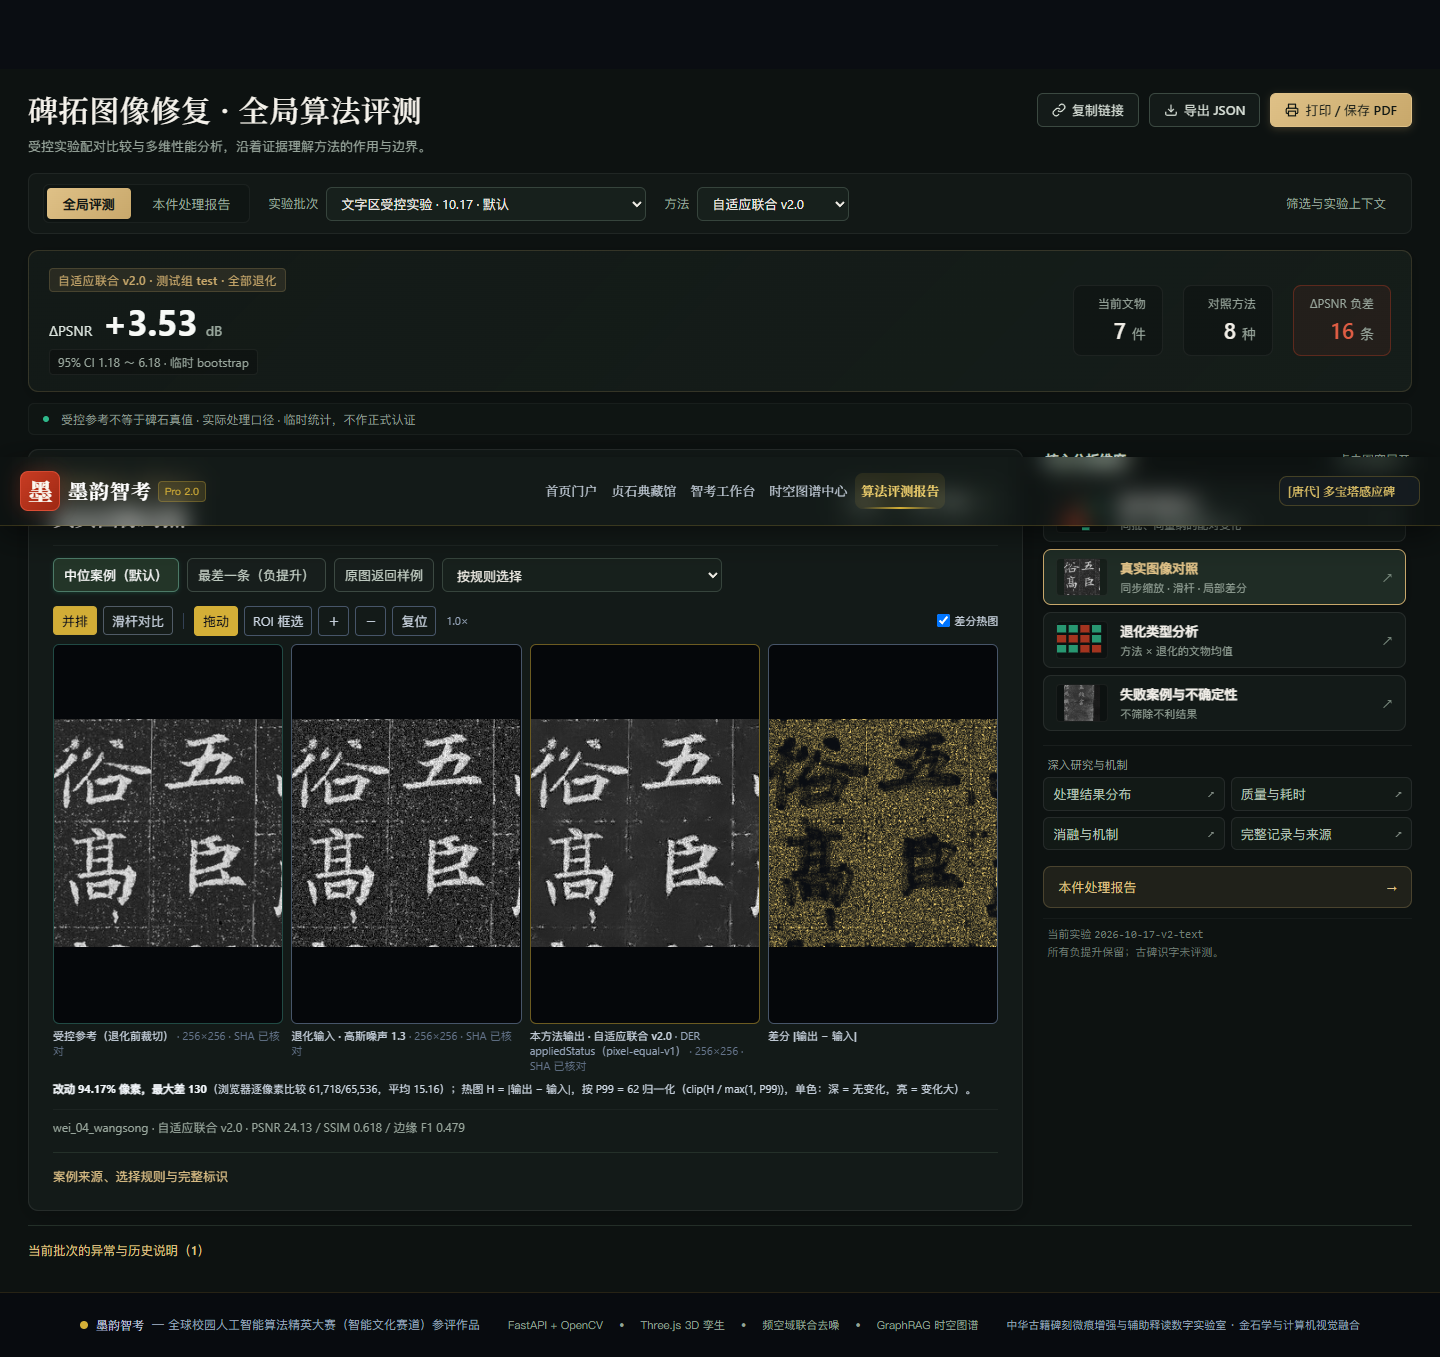 碑拓图像修复 · 全局算法评测
复制链接
导出 JSON
打印 / 保存 PDF
受控实验配对比较与多维性能分析，沿着证据理解方法的作用与边界。
全局评测
本件处理报告
实验批次
文字区受控实验 · 10.17 · 默认
方法
自适应联合 v2.0
筛选与实验上下文
自适应联合 v2.0 · 测试组 test · 全部退化
ΔPSNR +3.53 dB
95% CI 1.18 ～ 6.18 · 临时 bootstrap
当前文物
7 件
对照方法
8 种
ΔPSNR 负差
16 条
受控参考不等于碑石真值 · 实际处理口径 · 临时统计，不作正式认证
墨
墨韵智考
Pro 2.0
首页门户
贞石典藏馆
智考工作台
时空图谱中心
算法评测报告
[唐代] 多宝塔感应碑
中位案例（默认）
最差一条（负提升）
原图返回样例
按规则选择
并排
滑杆对比
拖动
ROI 框选
+
−
复位
1.0×
差分热图
五
高
臣
受控参考（退化前裁切） · 256×256 · SHA 已核对
退化输入 · 高斯噪声 1.3 · 256×256 · SHA 已核对
本方法输出 · 自适应联合 v2.0 · DER appliedStatus（pixel-equal-v1） · 256×256 · SHA 已核对
差分 |输出 − 输入|
改动 94.17% 像素，最大差 130（浏览器逐像素比较 61,718/65,536，平均 15.16）；热图 H = |输出 − 输入|，按 P99 = 62 归一化（clip(H / max(1, P99))，单色：深 = 无变化，亮 = 变化大）。
wei_04_wangsong · 自适应联合 v2.0 · PSNR 24.13 / SSIM 0.618 / 边缘 F1 0.479
案例来源、选择规则与完整标识
真实图像对照
同步缩放 · 滑杆 · 局部差分
退化类型分析
方法 × 退化的文物均值
失败案例与不确定性
不筛除不利结果
深入研究与机制
处理结果分布
质量与耗时
消融与机制
完整记录与来源
本件处理报告
当前实验 2026-10-17-v2-text
所有负提升保留；古碑识字未评测。
当前批次的异常与历史说明（1）
墨韵智考 — 全球校园人工智能算法精英大赛（智能文化赛道）参评作品
FastAPI + OpenCV • Three.js 3D 孪生 • 频空域联合去噪 • GraphRAG 时空图谱
中华古籍碑刻微痕增强与辅助释读数字实验室 · 金石学与计算机视觉融合